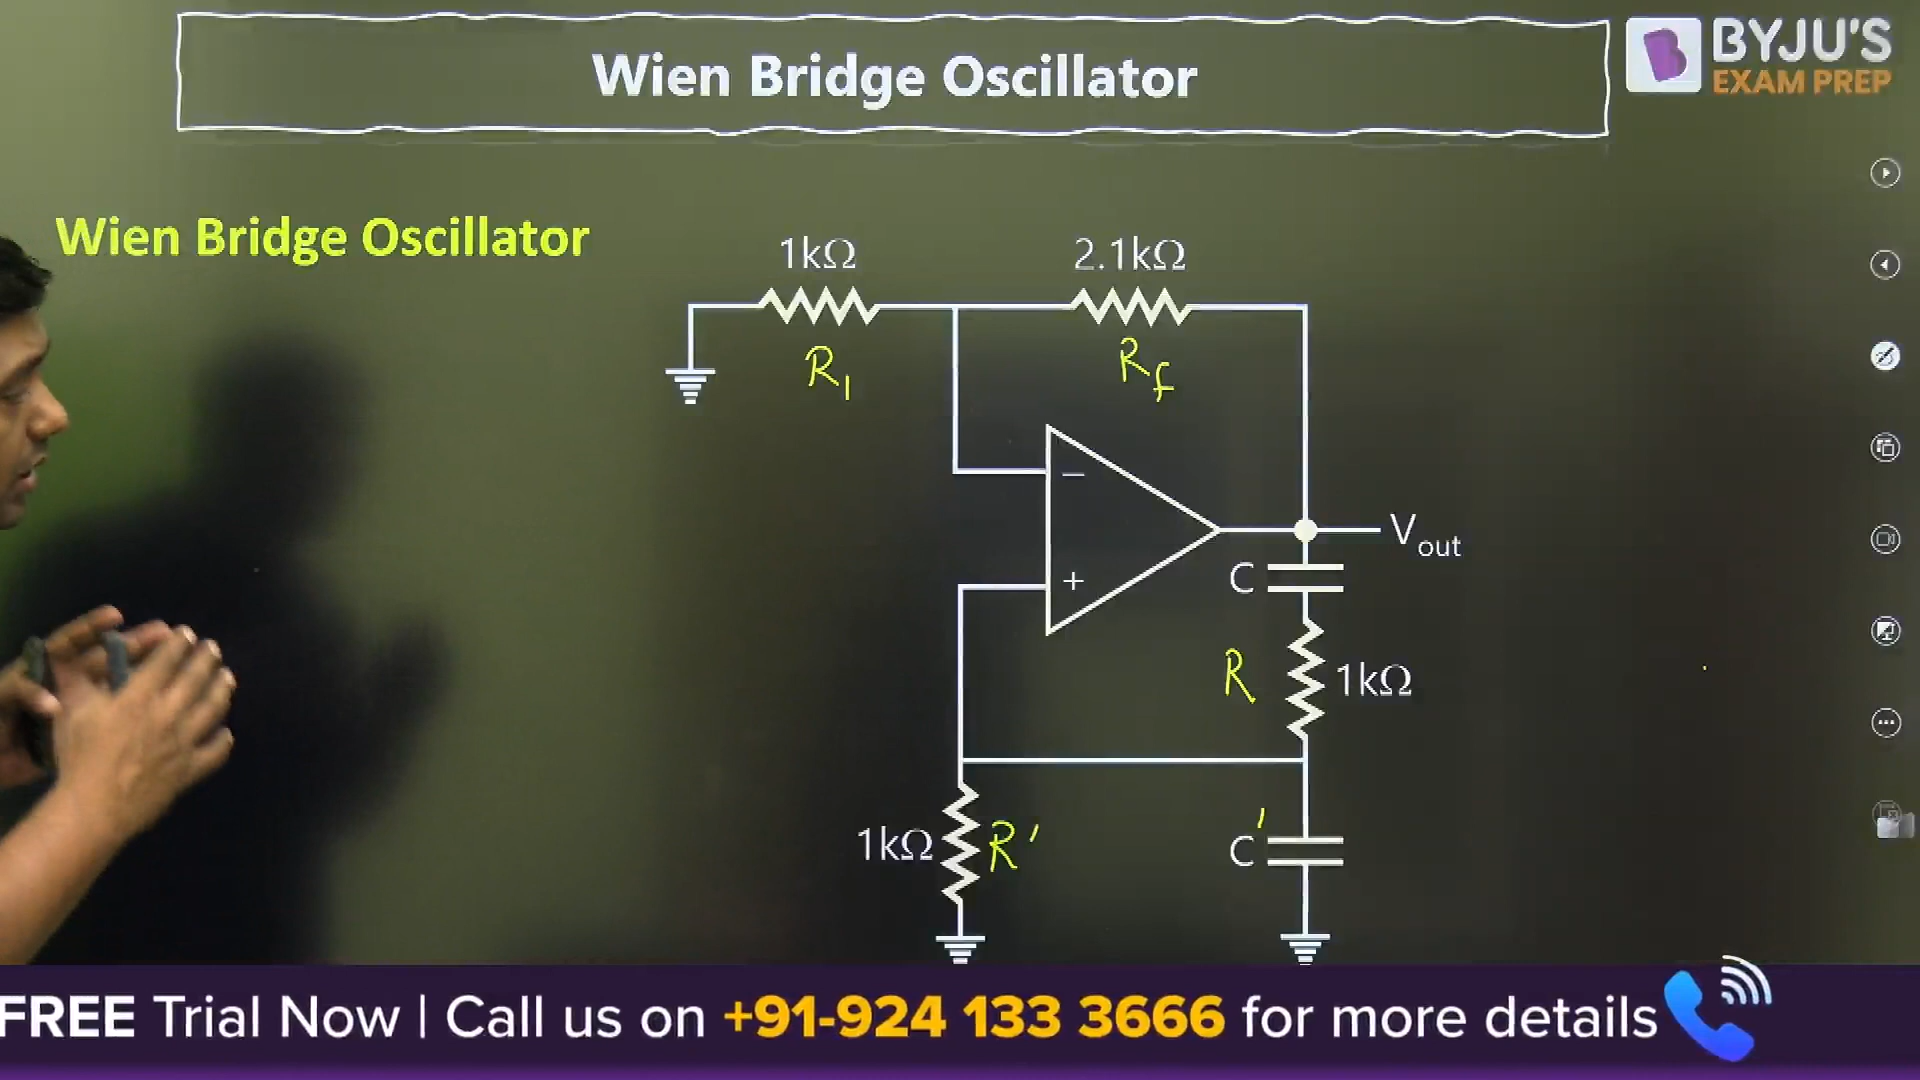 Wien Bridge Oscillator
BYJU'S
EXAM PREP
Wien Bridge Oscillator
1kΩ
2.1kΩ
R1
Rf
−
+
Vout
C
R
1kΩ
1kΩ
R'
C'
FREE Trial Now | Call us on +91-924 133 3666 for more details